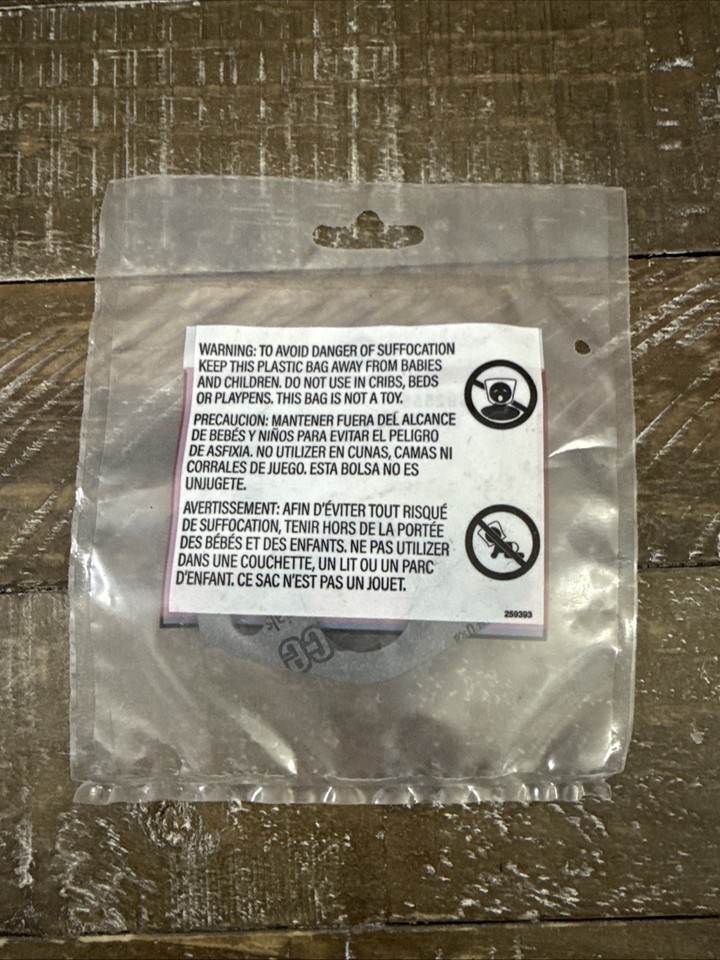 WARNING: TO AVOID DANGER OF SUFFOCATION
KEEP THIS PLASTIC BAG AWAY FROM BABIES
AND CHILDREN. DO NOT USE IN CRIBS, BEDS
OR PLAYPENS. THIS BAG IS NOT A TOY.
PRECAUCION: MANTENER FUERA DEL ALCANCE
DE BEBÉS Y NIÑOS PARA EVITAR EL PELIGRO
DE ASFIXIA. NO UTILIZER EN CUNAS, CAMAS NI
CORRALES DE JUEGO. ESTA BOLSA NO ES
UNJUGETE.
AVERTISSEMENT: AFIN D'ÉVITER TOUT RISQUÉ
DE SUFFOCATION, TENIR HORS DE LA PORTÉE
DES BÉBÉS ET DES ENFANTS. NE PAS UTILIZER
DANS UNE COUCHETTE, UN LIT OU UN PARC
D'ENFANT. CE SAC N'EST PAS UN JOUET.
259393